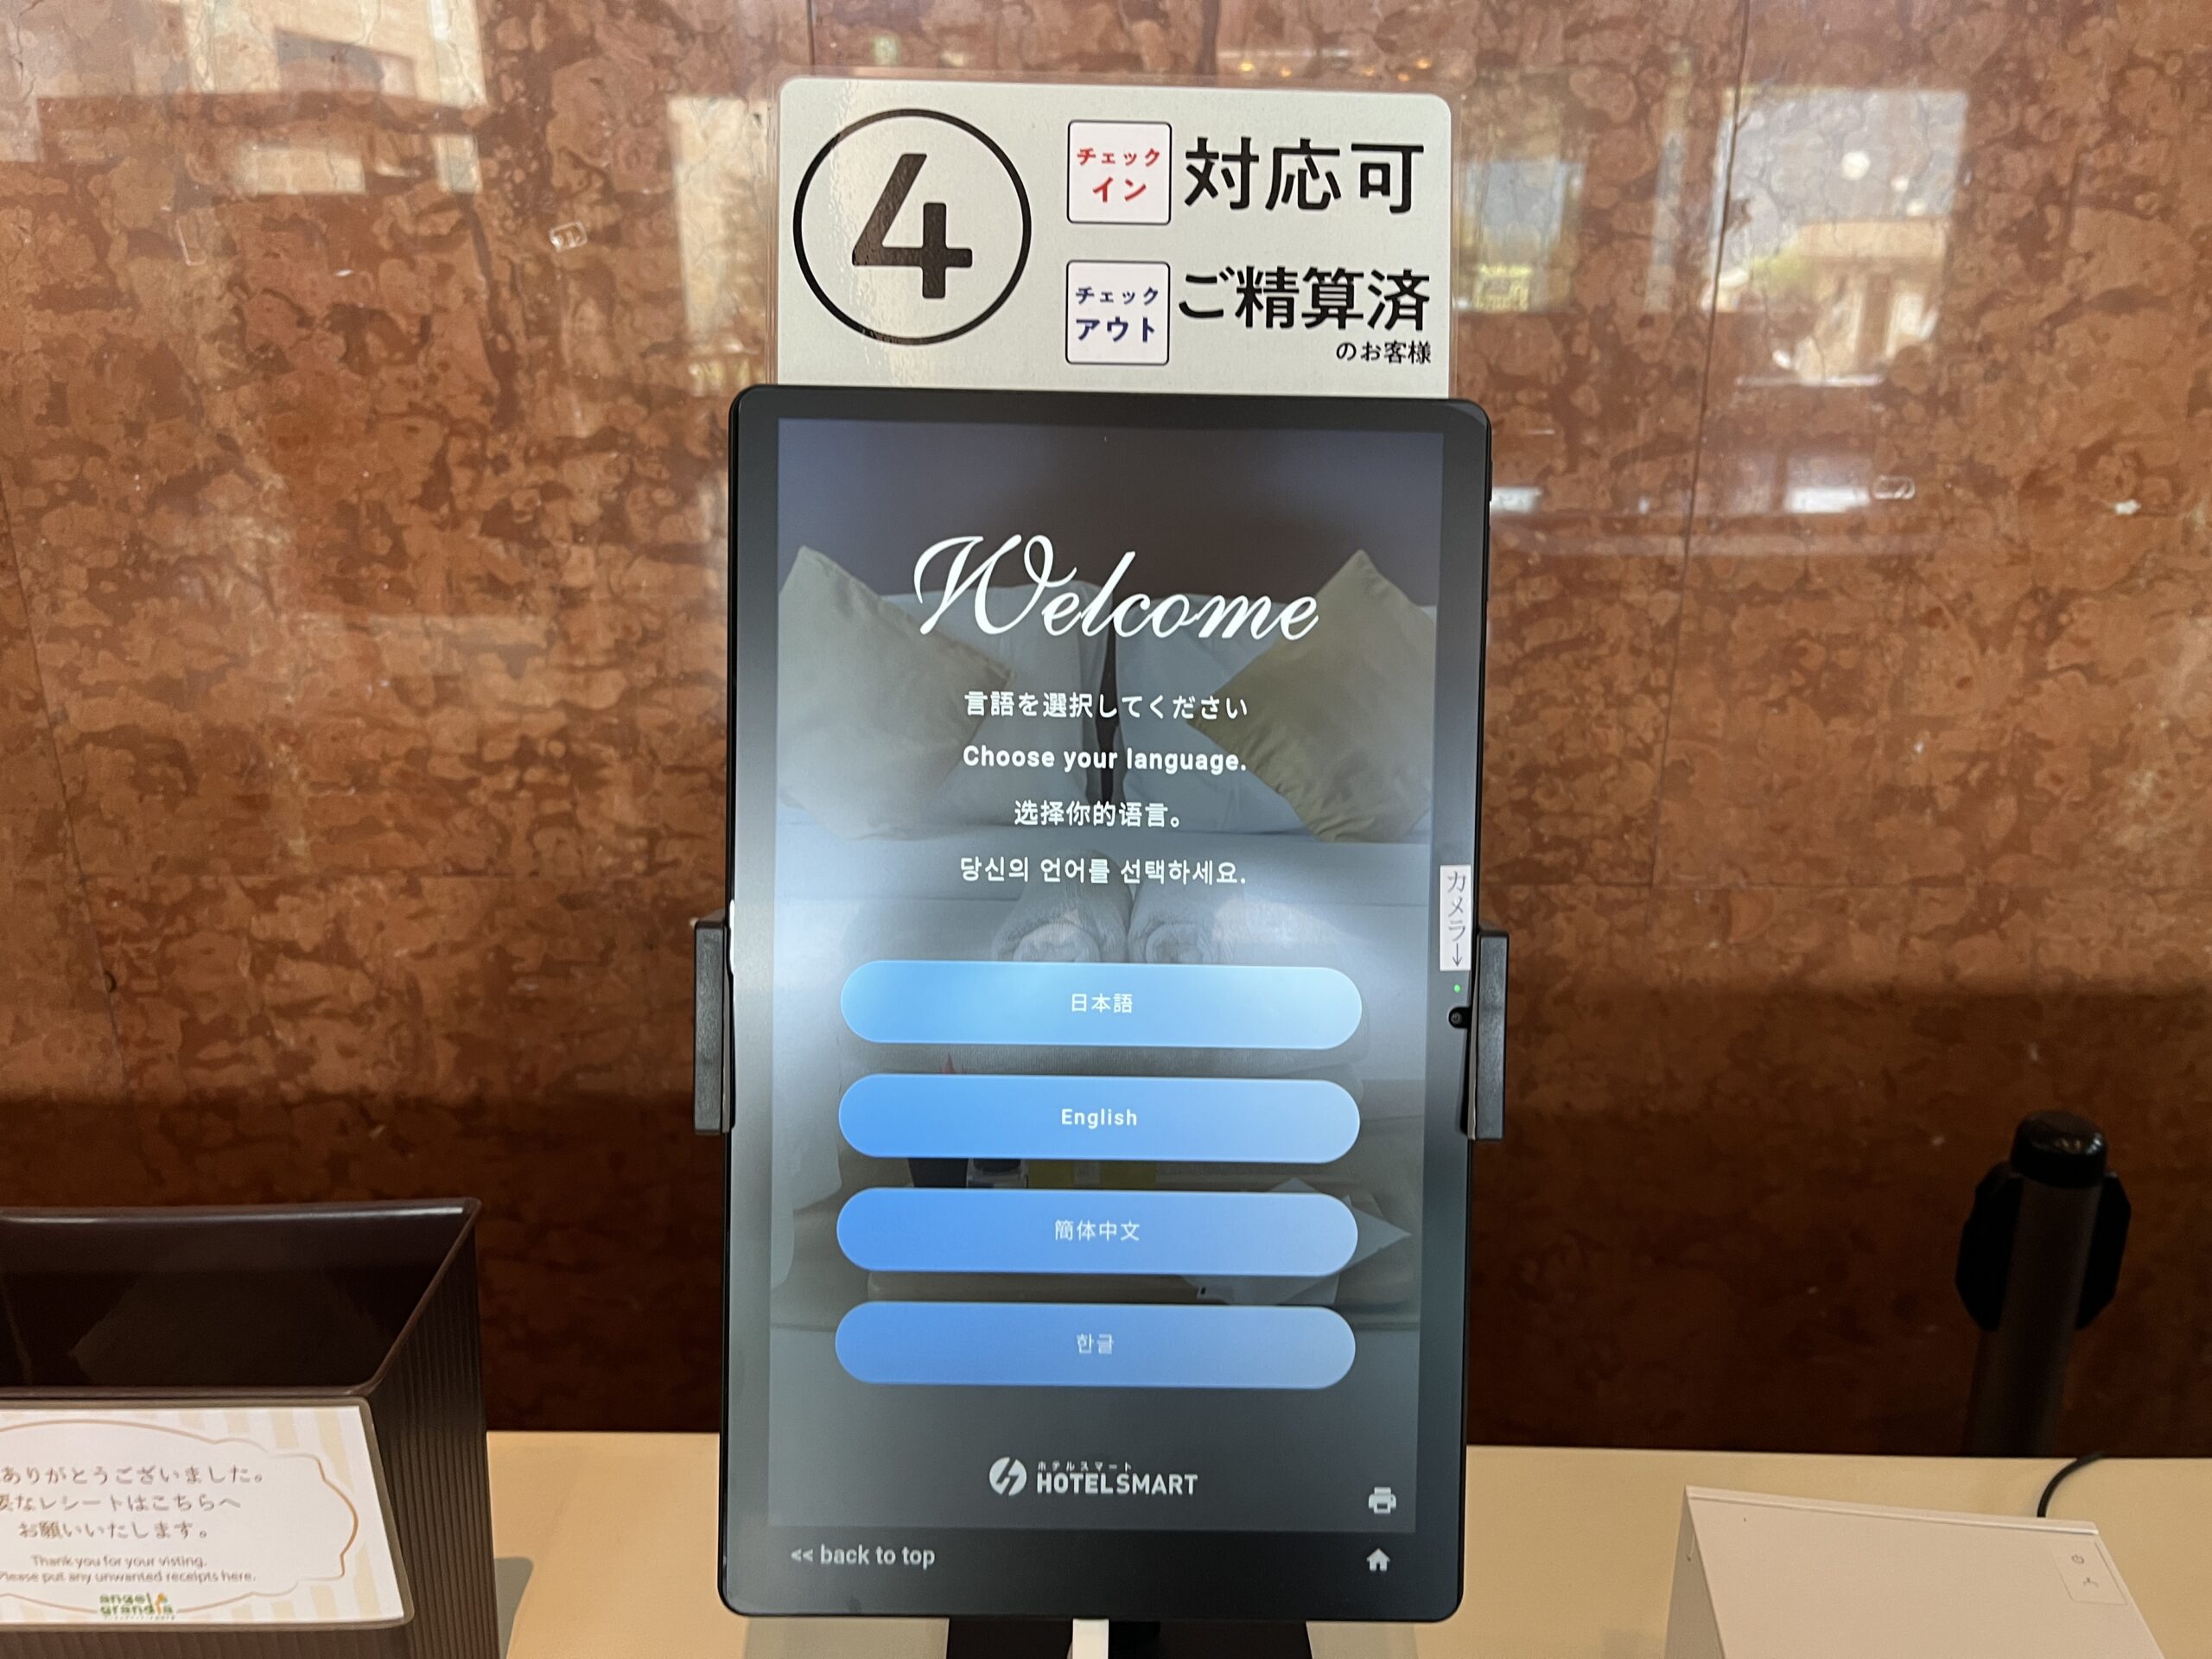 4
チェック
イン
対応可
チェック
アウト
ご精算済
のお客様
Welcome
言語を選択してください
Choose your language.
选择你的语言。
당신의 언어를 선택하세요.
カメラ↓
日本語
English
簡体中文
한글
ホテルスマート
HOTELSMART
<< back to top
ありがとうございました。
なレシートはこちらへ
お願いいたします。
Thank you for your visting.
Please put any unwanted receipts here.
angel
grandia